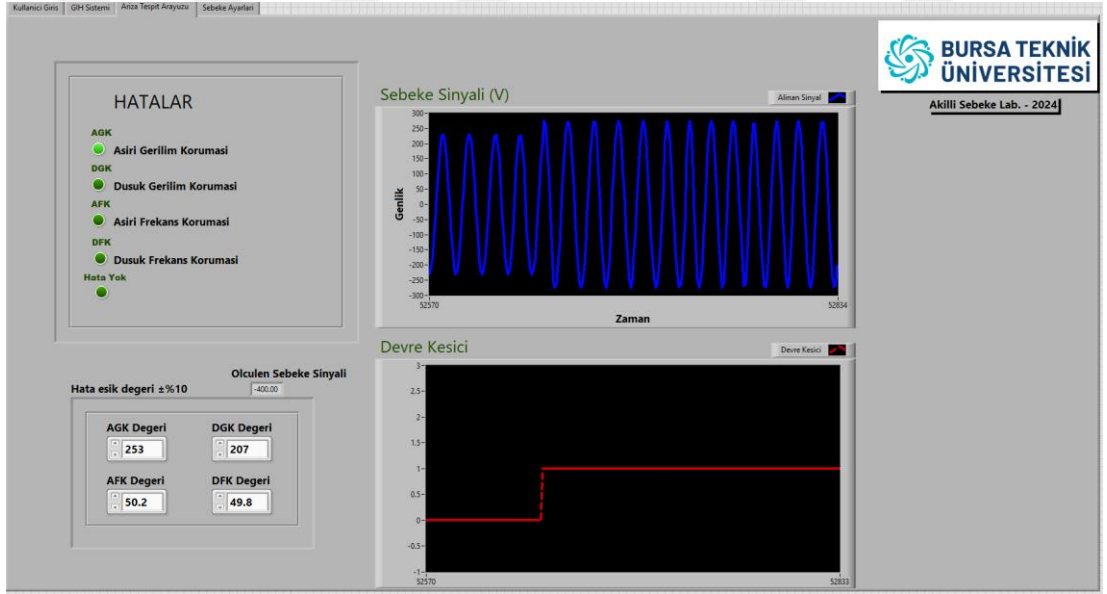 Kullanici Giris
GIH Sistemi
Ariza Tespit Arayuzu
Sebeke Ayarlari
BURSA TEKNİK
ÜNİVERSİTESİ
Akilli Sebeke Lab. - 2024
HATALAR
AGK
Asiri Gerilim Korumasi
DGK
Dusuk Gerilim Korumasi
AFK
Asiri Frekans Korumasi
DFK
Dusuk Frekans Korumasi
Hata Yok
Olculen Sebeke Sinyali
-400.00
Hata esik degeri ±%10
AGK Degeri
253
DGK Degeri
207
AFK Degeri
50.2
DFK Degeri
49.8
Sebeke Sinyali (V)
Alinan Sinyal
300
250
200
150
100
50
0
-50
-100
-150
-200
-250
-300
Genlik
52570
52834
Zaman
Devre Kesici
Devre Kesici
3
2.5
2
1.5
1
0.5
0
-0.5
-1
52570
52833